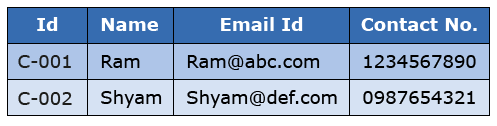 Id Name Email Id Contact No.
C-001 Ram Ram@abc.com 1234567890
C-002 Shyam Shyam@def.com 0987654321